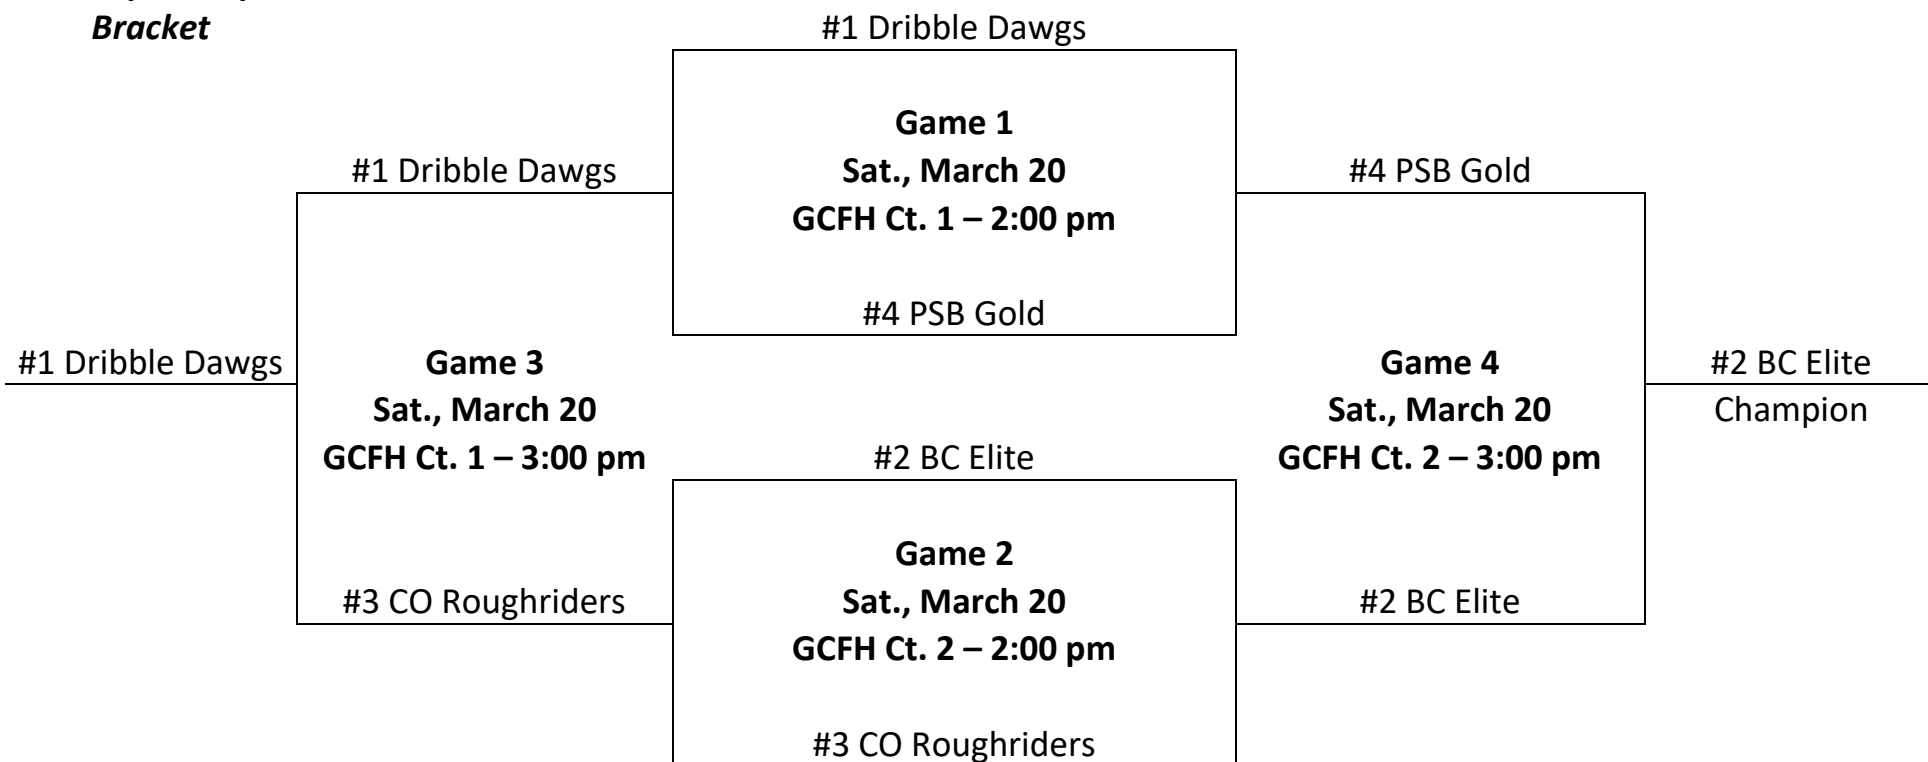 Bracket
#1 Dribble Dawgs
Game 1
#1 Dribble Dawgs
Sat., March 20
#4 PSB Gold
GCFH Ct. 1 – 2:00 pm
#4 PSB Gold
#1 Dribble Dawgs
Game 3
Game 4
#2 BC Elite
Sat., March 20
Sat., March 20
Champion
GCFH Ct. 1 – 3:00 pm
#2 BC Elite
GCFH Ct. 2 – 3:00 pm
Game 2
#3 CO Roughriders
Sat., March 20
#2 BC Elite
GCFH Ct. 2 – 2:00 pm
#3 CO Roughriders